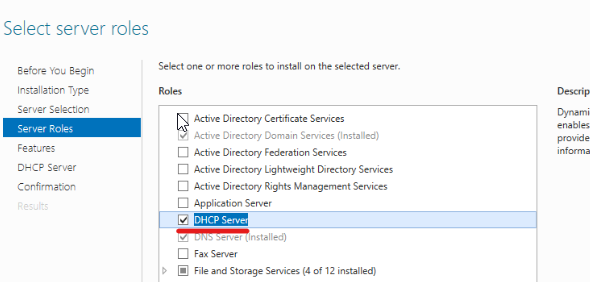 Select server roles
Before You Begin
Installation Type
Server Selection
Server Roles
Features
DHCP Server
Confirmation
Results
Select one or more roles to install on the selected server.
Roles
Active Directory Certificate Services
Active Directory Domain Services (Installed)
Active Directory Federation Services
Active Directory Lightweight Directory Services
Active Directory Rights Management Services
Application Server
DHCP Server
DNS Server (Installed)
Fax Server
File and Storage Services (4 of 12 installed)
Descrip
Dynami
enables
provide
informa